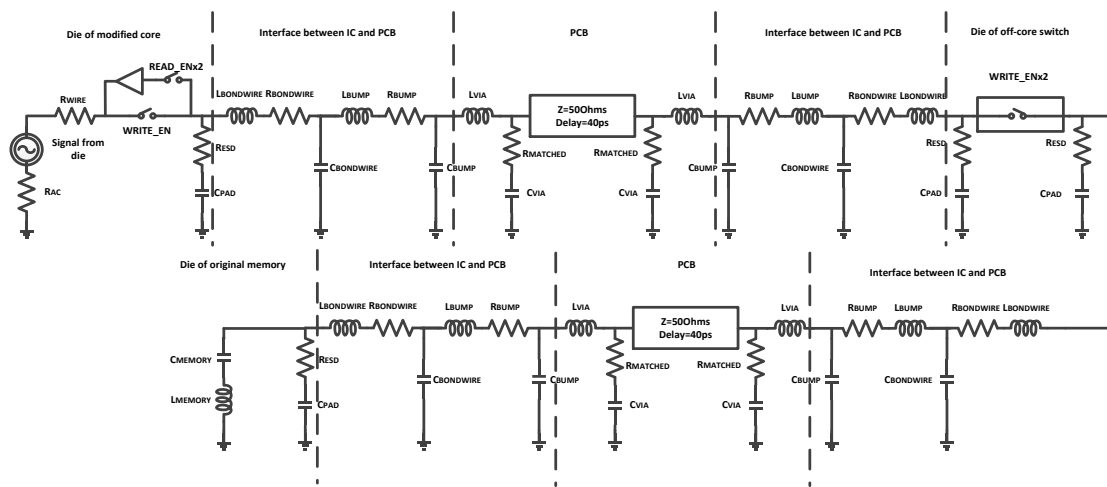 Die of modified core
Interface between IC and PCB
PCB
Interface between IC and PCB
Die of off-core switch
READ_ENx2
WRITE_ENx2
LBONDWIRE RBONDWIRE
LBUMP
RBUMP
LVIA
LVIA
RBUMP
LBUMP
RBONDWIRE LBONDWIRE
RWIRE
WRITE_EN
Z=50Ohms
Delay=40ps
Signal from
die
RESD
RMATCHED
RMATCHED
RESD
RESD
CBONDWIRE
CBUMP
CBUMP
CBONDWIRE
RAC
CPAD
CVIA
CVIA
CPAD
CPAD
Die of original memory
Interface between IC and PCB
PCB
Interface between IC and PCB
LBONDWIRE RBONDWIRE
LBUMP
RBUMP
LVIA
LVIA
RBUMP
LBUMP
RBONDWIRE LBONDWIRE
Z=50Ohms
Delay=40ps
CMEMORY
RESD
RMATCHED
RMATCHED
CBONDWIRE
CBUMP
CBUMP
CBONDWIRE
LMEMORY
CPAD
CVIA
CVIA